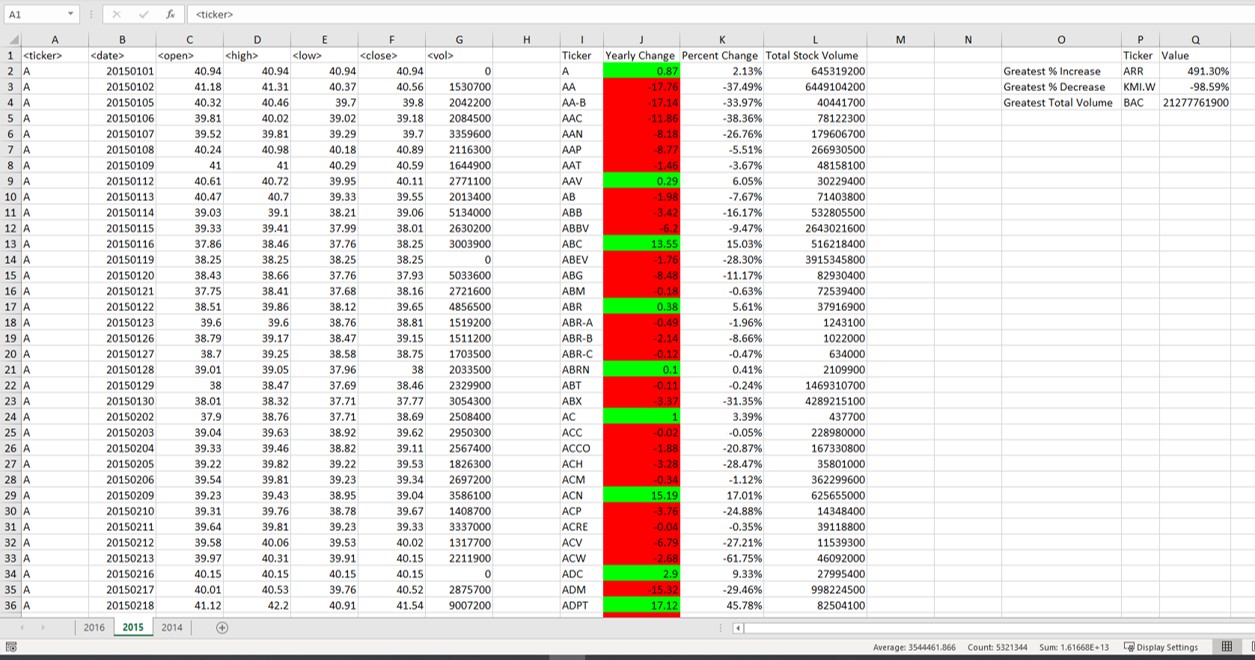 A1 fx <ticker>
A B C D E F G H I J K L M N O P Q
1 <ticker> <date> <open> <high> <low> <close> <vol> Ticker Yearly Change Percent Change Total Stock Volume Ticker Value
2 A 20150101 40.94 40.94 40.94 40.94 0 A 0.87 2.13% 645319200 Greatest % Increase ARR 491.30%
3 A 20150102 41.18 41.31 40.37 40.56 1530700 AA -17.76 -37.49% 6449104200 Greatest % Decrease KMI.W -98.59%
4 A 20150105 40.32 40.46 39.7 39.8 2042200 AA-B -17.14 -33.97% 40441700 Greatest Total Volume BAC 21277761900
5 A 20150106 39.81 40.02 39.02 39.18 2084500 AAC -11.86 -38.36% 78122300
6 A 20150107 39.52 39.81 39.29 39.7 3359600 AAN -8.18 -26.76% 179606700
7 A 20150108 40.24 40.98 40.18 40.89 2116300 AAP -8.77 -5.51% 266930500
8 A 20150109 41 41 40.29 40.59 1644900 AAT -1.46 -3.67% 48158100
9 A 20150112 40.61 40.72 39.95 40.11 2771100 AAV 0.29 6.05% 30229400
10 A 20150113 40.47 40.7 39.33 39.55 2013400 AB -1.98 -7.67% 71403800
11 A 20150114 39.03 39.1 38.21 39.06 5134000 ABB -3.42 -16.17% 532805500
12 A 20150115 39.33 39.41 37.99 38.01 2630200 ABBV -6.2 -9.47% 2643021600
13 A 20150116 37.86 38.46 37.76 38.25 3003900 ABC 13.55 15.03% 516218400
14 A 20150119 38.25 38.25 38.25 38.25 0 ABEV -1.76 -28.30% 3915345800
15 A 20150120 38.43 38.66 37.76 37.93 5033600 ABG -8.48 -11.17% 82930400
16 A 20150121 37.75 38.41 37.68 38.16 2721600 ABM -0.18 -0.63% 72539400
17 A 20150122 38.51 39.86 38.12 39.65 4856500 ABR 0.38 5.61% 37916900
18 A 20150123 39.6 39.6 38.76 38.81 1519200 ABR-A -0.49 -1.96% 1243100
19 A 20150126 38.79 39.17 38.47 39.15 1511200 ABR-B -2.14 -8.66% 1022000
20 A 20150127 38.7 39.25 38.58 38.75 1703500 ABR-C -0.12 -0.47% 634000
21 A 20150128 39.01 39.05 37.96 38 2033500 ABRN 0.1 0.41% 2109900
22 A 20150129 38 38.47 37.69 38.46 2329900 ABT -0.11 -0.24% 1469310700
23 A 20150130 38.01 38.32 37.71 37.77 3054300 ABX -3.37 -31.35% 4289215100
24 A 20150202 37.9 38.76 37.71 38.69 2508400 AC 1 3.39% 437700
25 A 20150203 39.04 39.63 38.92 39.62 2950300 ACC -0.02 -0.05% 228980000
26 A 20150204 39.33 39.46 38.82 39.11 2567400 ACCO -1.88 -20.87% 167330800
27 A 20150205 39.22 39.82 39.22 39.53 1826300 ACH -3.28 -28.47% 35801000
28 A 20150206 39.54 39.81 39.23 39.34 2697200 ACM -0.34 -1.12% 362299600
29 A 20150209 39.23 39.43 38.95 39.04 3586100 ACN 15.19 17.01% 625655000
30 A 20150210 39.31 39.76 38.78 39.67 1408700 ACP -3.76 -24.88% 14348400
31 A 20150211 39.64 39.81 39.23 39.33 3337000 ACRE -0.04 -0.35% 39118800
32 A 20150212 39.58 40.06 39.53 40.02 1317700 ACV -6.79 -27.21% 11539300
33 A 20150213 39.97 40.31 39.91 40.15 2211900 ACW -2.68 -61.75% 46092000
34 A 20150216 40.15 40.15 40.15 40.15 0 ADC 2.9 9.33% 27995400
35 A 20150217 40.01 40.53 39.76 40.52 2875700 ADM -15.32 -29.46% 998224500
36 A 20150218 41.12 42.2 40.91 41.54 9007200 ADPT 17.12 45.78% 82504100
2016 2015 2014
Average: 3544461.866 Count: 5321344 Sum: 1.61668E+13 Display Settings